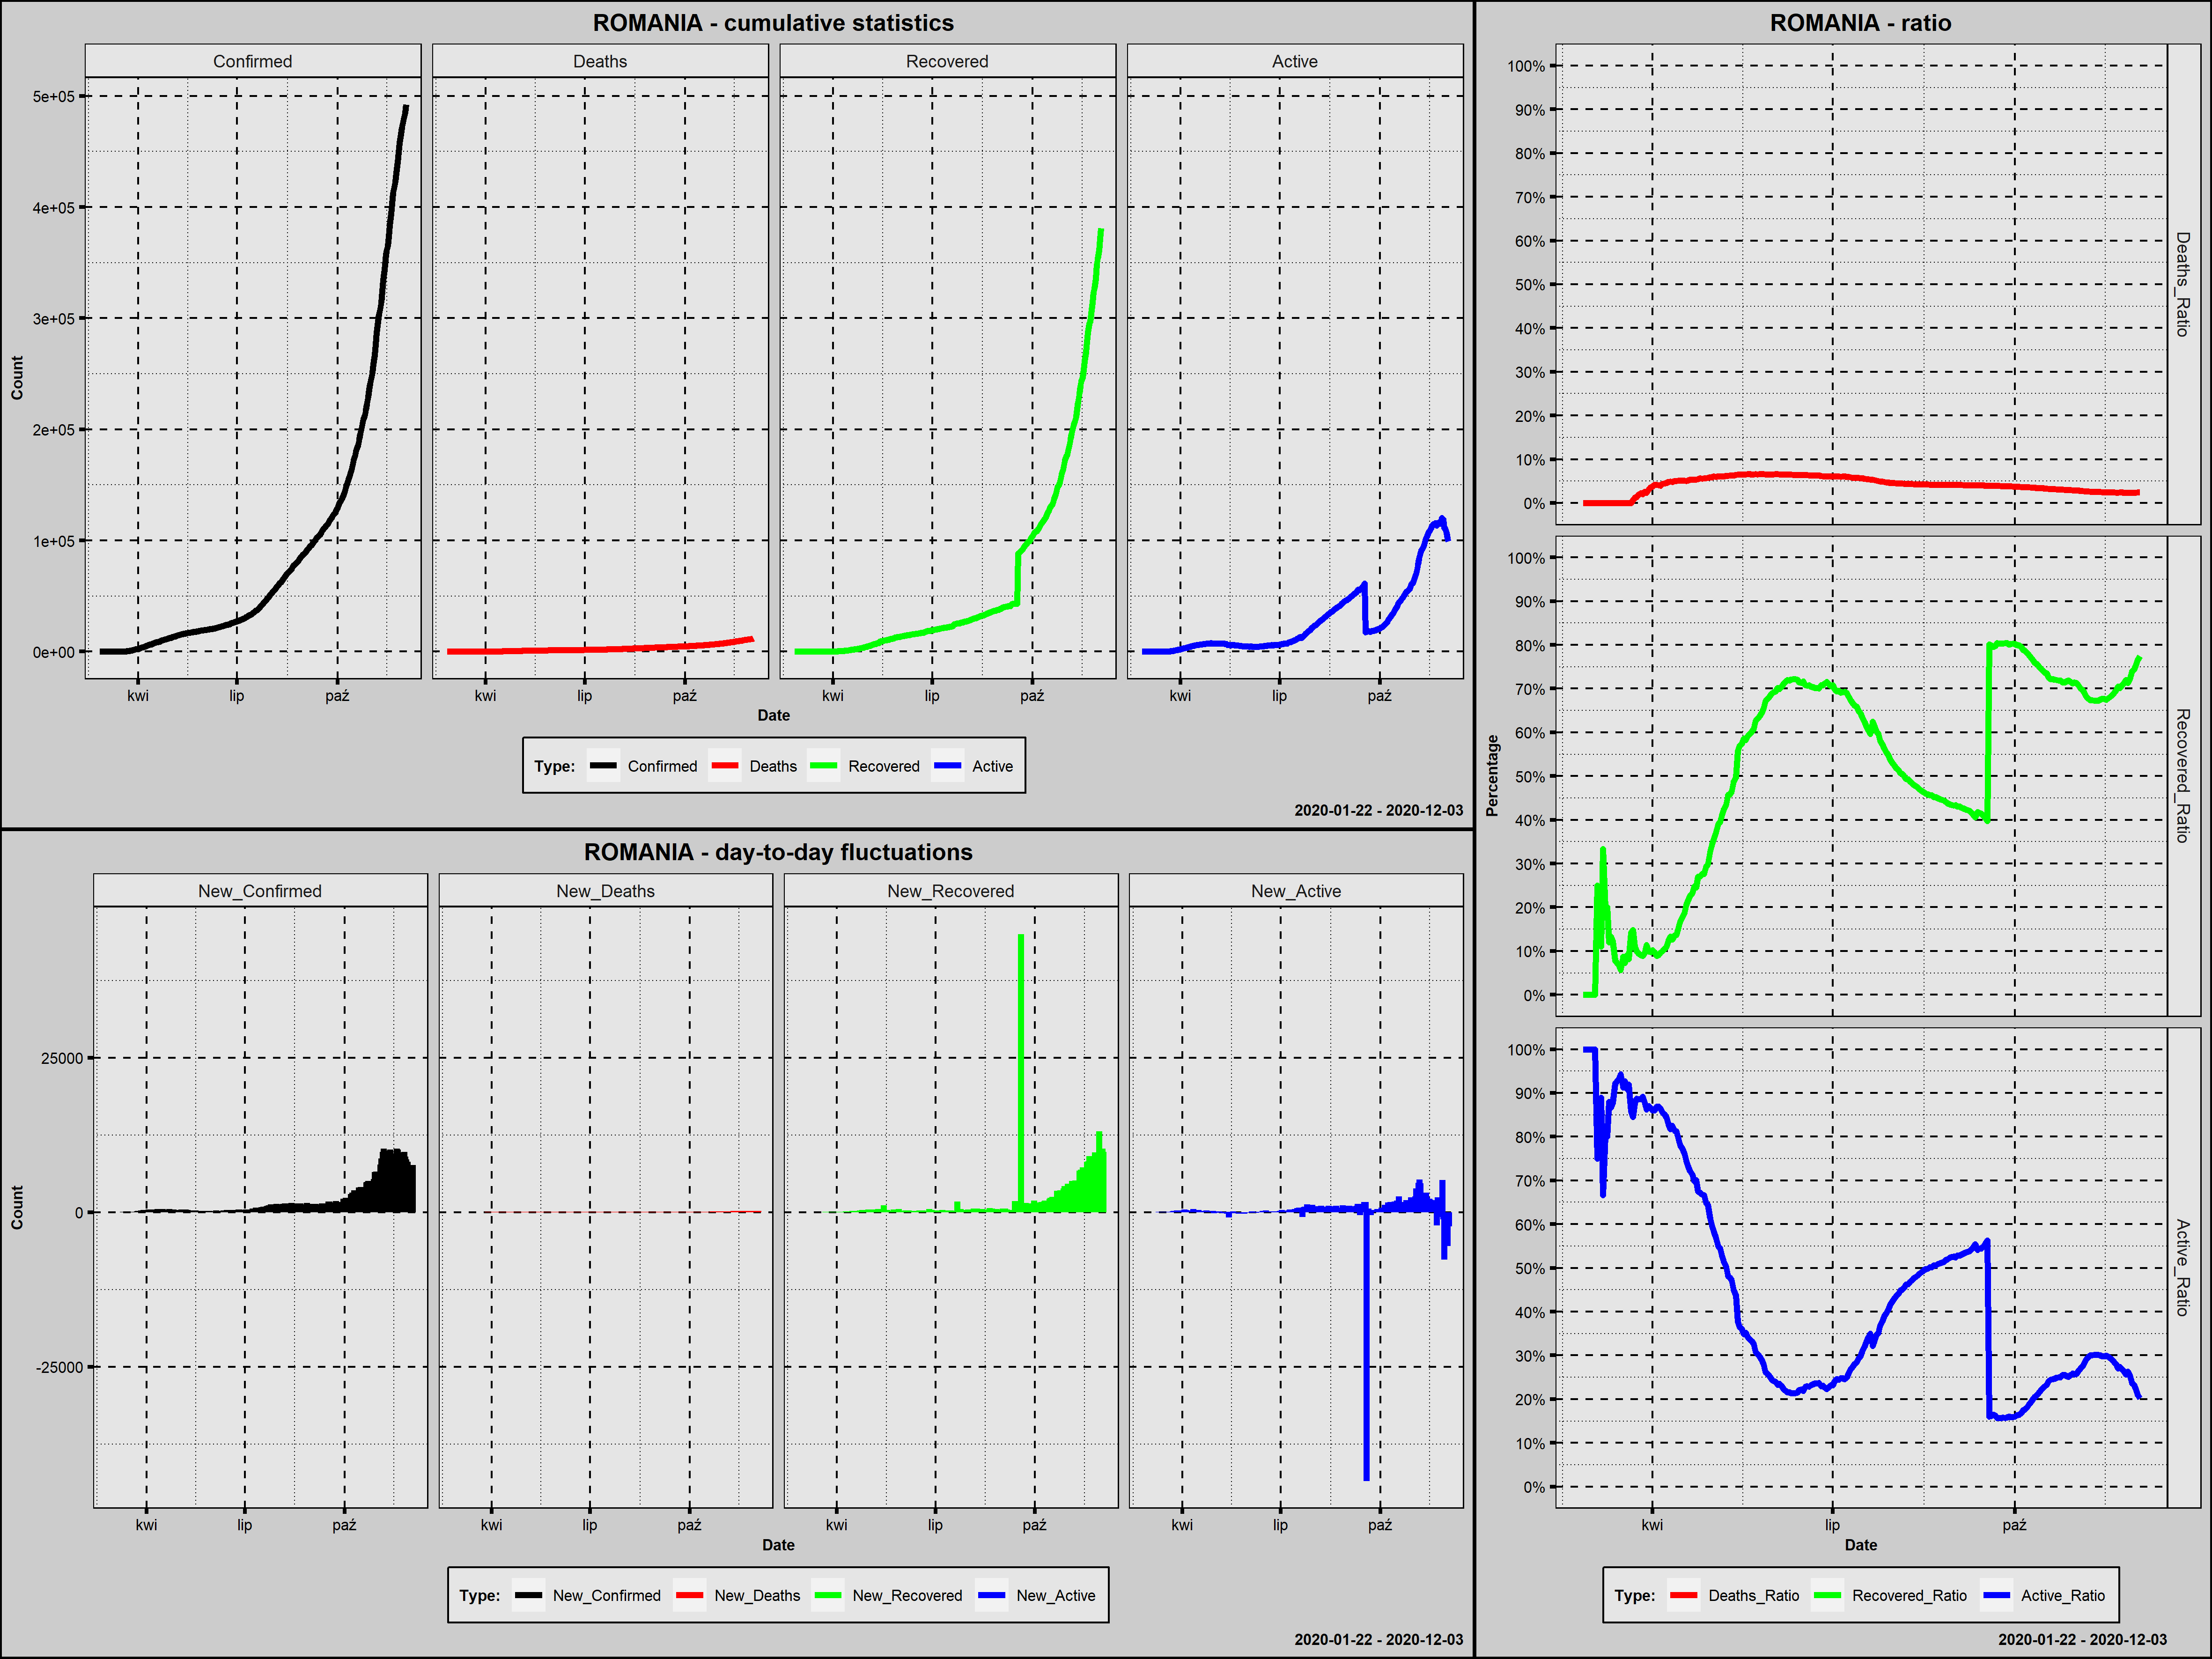 ROMANIA - cumulative statistics
Confirmed Deaths Recovered Active
Count
5e+05
4e+05
3e+05
2e+05
1e+05
0e+00
kwi lip paź kwi lip paź kwi lip paź kwi lip paź
Date
Type: Confirmed Deaths Recovered Active
2020-01-22 - 2020-12-03
ROMANIA - day-to-day fluctuations
New_Confirmed New_Deaths New_Recovered New_Active
Count
25000
0
-25000
kwi lip paź kwi lip paź kwi lip paź kwi lip paź
Date
Type: New_Confirmed New_Deaths New_Recovered New_Active
2020-01-22 - 2020-12-03
ROMANIA - ratio
Percentage
100%
90%
80%
70%
60%
50%
40%
30%
20%
10%
0%
Deaths_Ratio
100%
90%
80%
70%
60%
50%
40%
30%
20%
10%
0%
Recovered_Ratio
100%
90%
80%
70%
60%
50%
40%
30%
20%
10%
0%
Active_Ratio
kwi lip paź
Date
Type: Deaths_Ratio Recovered_Ratio Active_Ratio
2020-01-22 - 2020-12-03